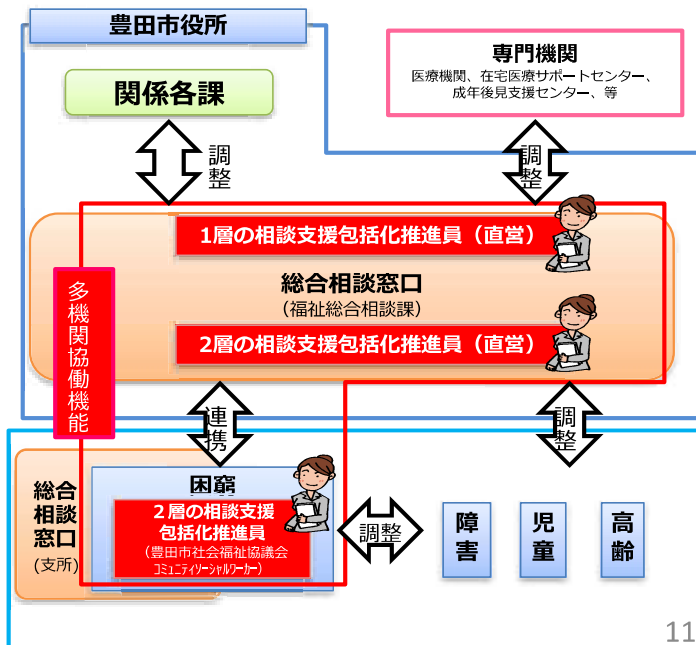 豊田市役所
専門機関
医療機関、在宅医療サポートセンター、
成年後見支援センター、等
関係各課
調整
調整
1層の相談支援包括化推進員（直営）
総合相談窓口
（福祉総合相談課）
2層の相談支援包括化推進員（直営）
多機関協働機能
連携
調整
総合
相談
窓口
(支所)
困窮
２層の相談支援
包括化推進員
（豊田市社会福祉協議会
コミュニティソーシャルワーカー）
調整
障害
児童
高齢
11